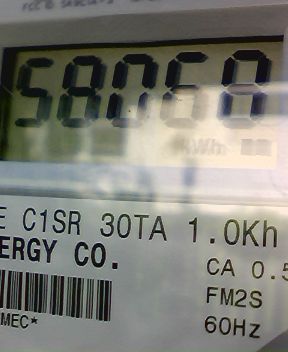 58068
kWh
E C1SR 30TA 1.0Kh
ERGY CO.
CA 0.5
FM2S
60Hz
MEC*